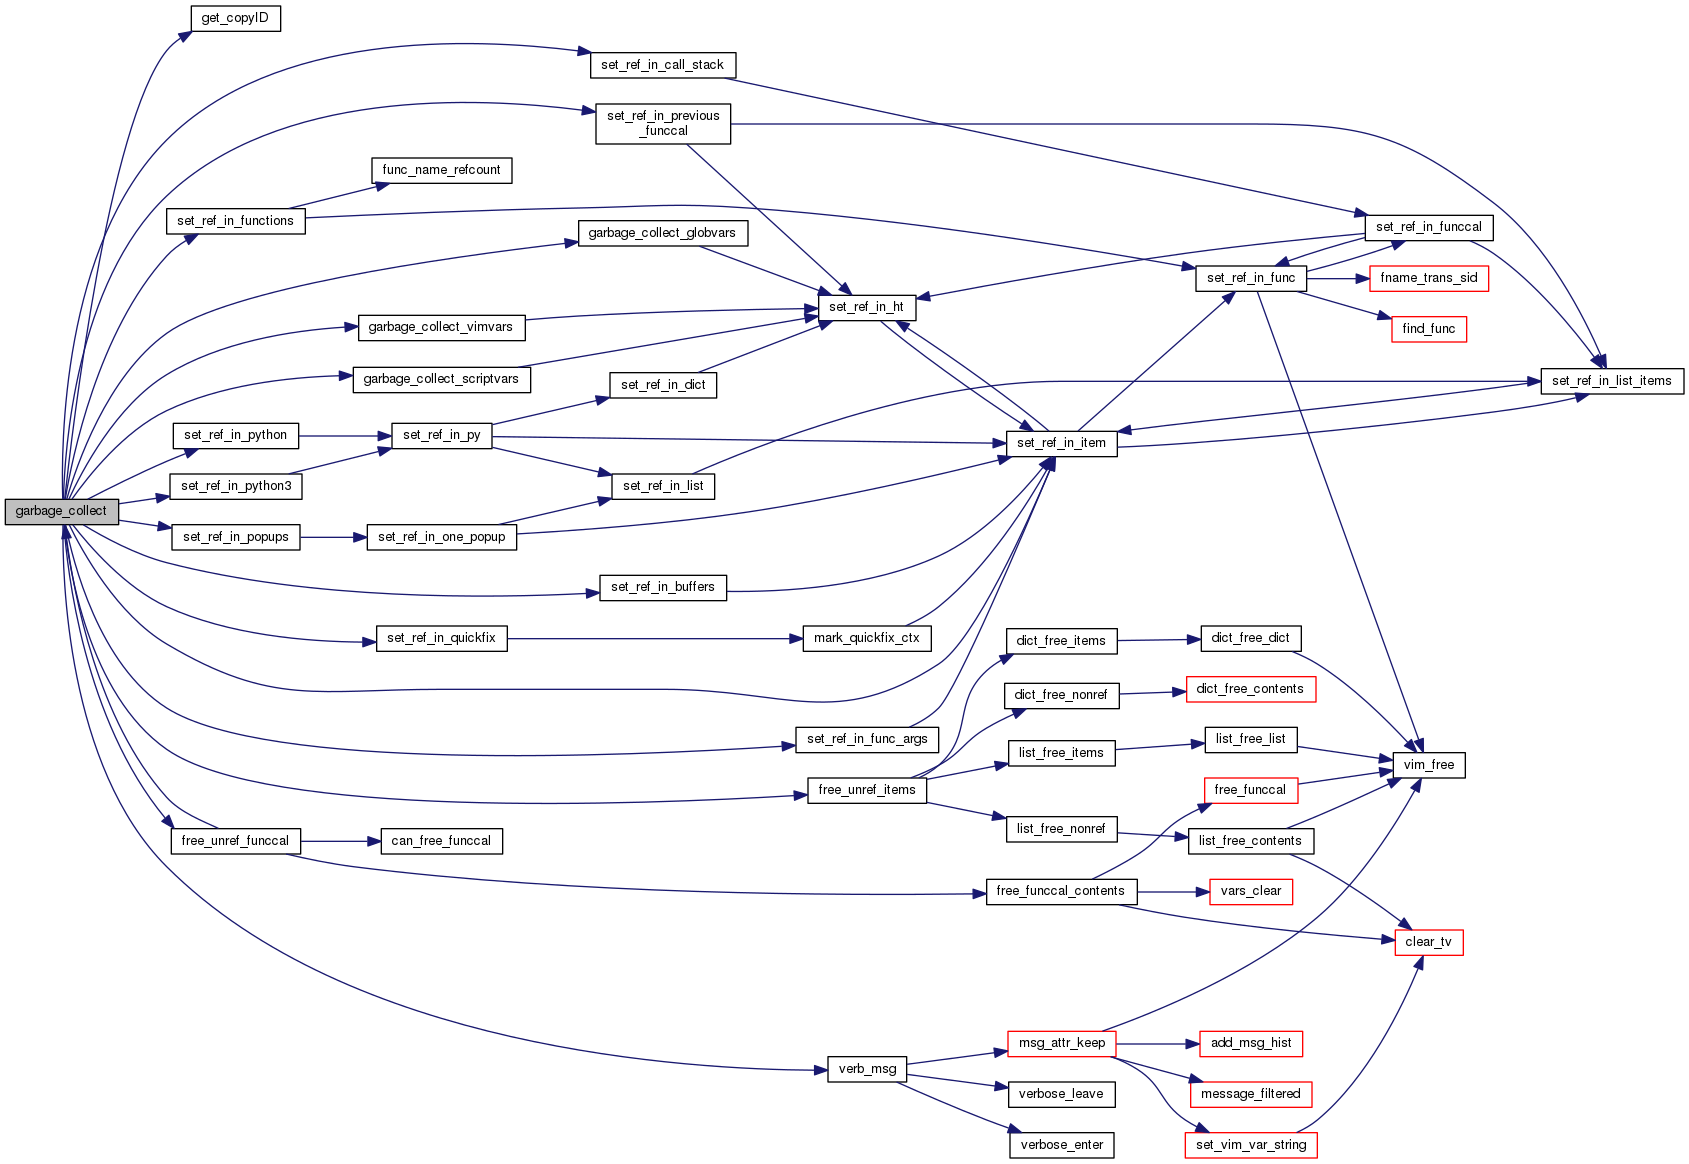 get_copyID
set_ref_in_call_stack
set_ref_in_previous
_funccal
func_name_refcount
set_ref_in_functions
garbage_collect_globvars
set_ref_in_funccal
set_ref_in_func
fname_trans_sid
set_ref_in_ht
garbage_collect_vimvars
find_func
garbage_collect_scriptvars
set_ref_in_dict
set_ref_in_list_items
set_ref_in_python
set_ref_in_py
set_ref_in_item
set_ref_in_python3
set_ref_in_list
garbage_collect
set_ref_in_popups
set_ref_in_one_popup
set_ref_in_buffers
set_ref_in_quickfix
mark_quickfix_ctx
dict_free_items
dict_free_dict
dict_free_nonref
dict_free_contents
set_ref_in_func_args
list_free_items
list_free_list
vim_free
free_unref_items
free_funccal
list_free_nonref
free_unref_funccal
can_free_funccal
list_free_contents
free_funccal_contents
vars_clear
clear_tv
msg_attr_keep
add_msg_hist
verb_msg
verbose_leave
message_filtered
verbose_enter
set_vim_var_string